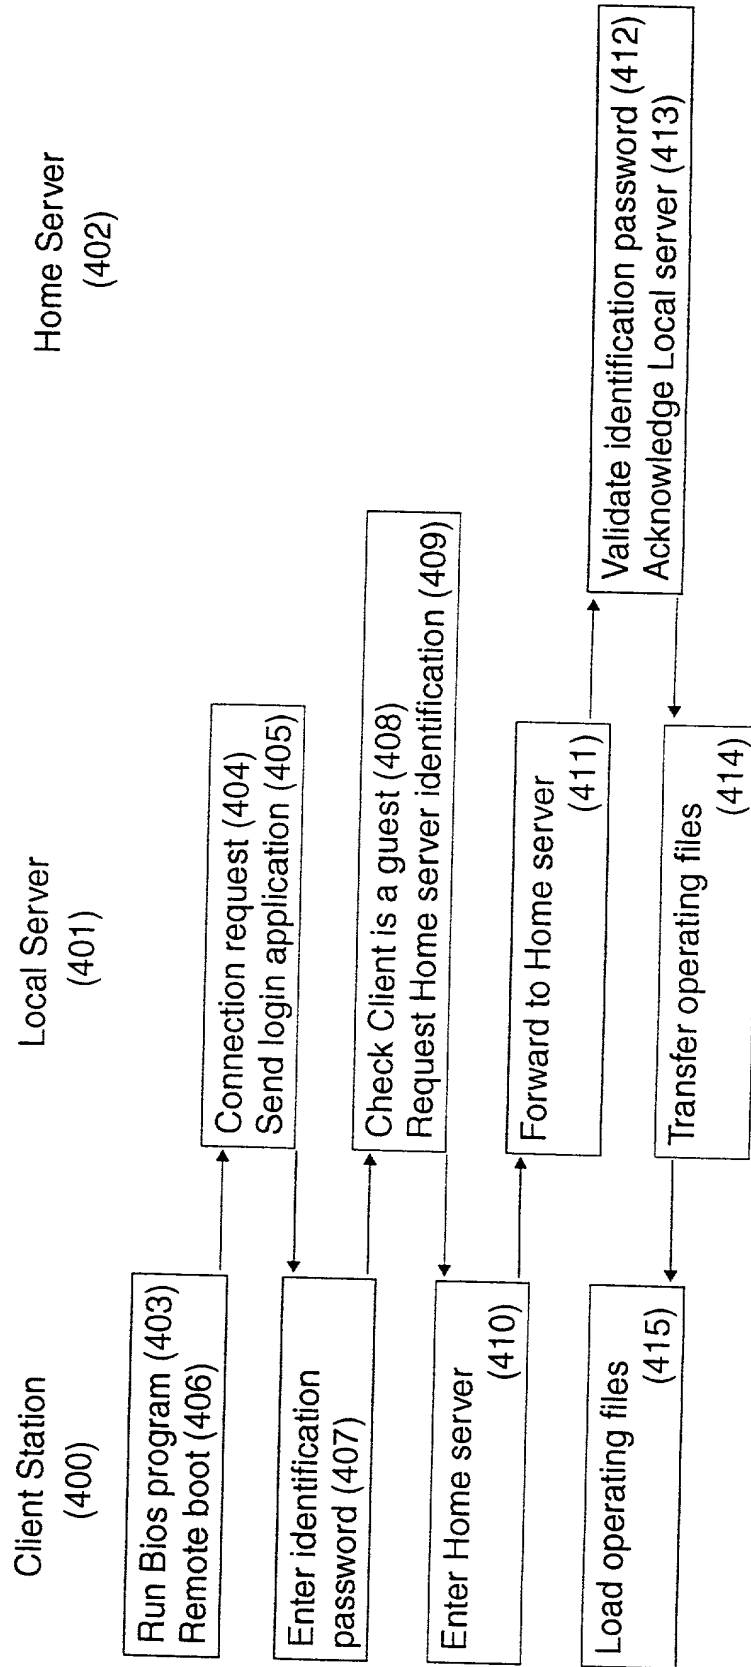 Client Station
(400)
Local Server
(401)
Home Server
(402)
Run Bios program (403)
Remote boot (406)
Connection request (404)
Send login application (405)
Enter identification
password (407)
Check Client is a guest (408)
Request Home server identification (409)
Enter Home server
(410)
Forward to Home server
(411)
Validate identification password (412)
Acknowledge Local server (413)
Transfer operating files
(414)
Load operating files
(415)